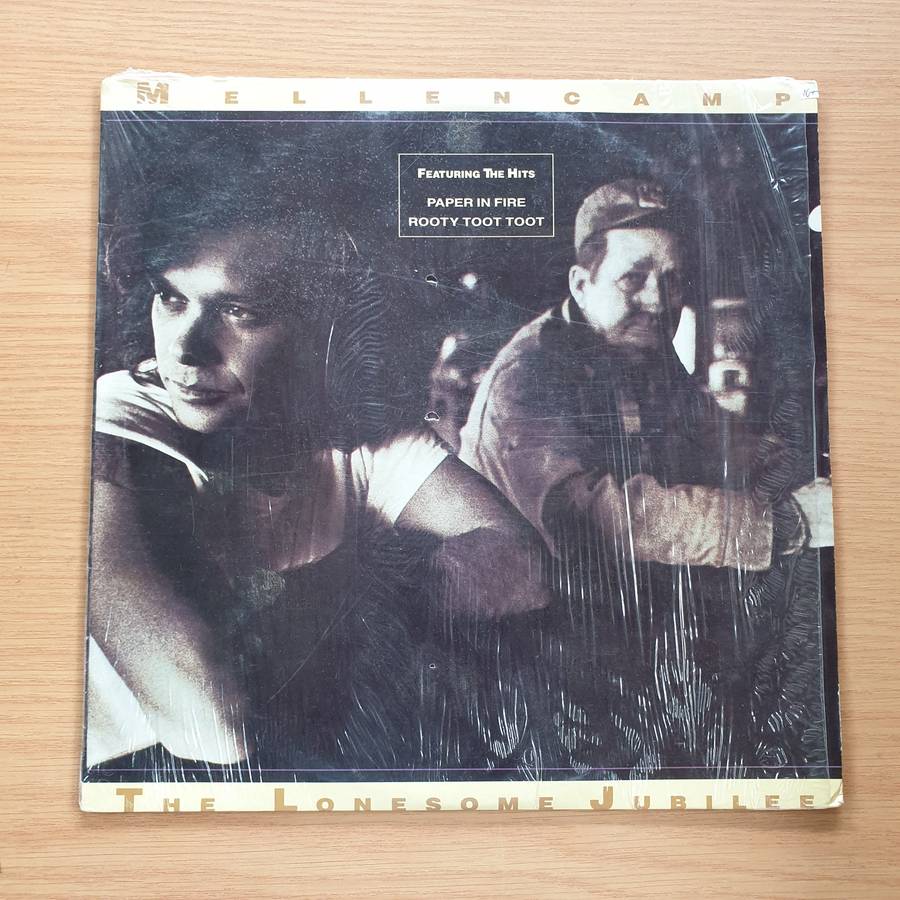 MELLENCAMP
FEATURING THE HITS
PAPER IN FIRE
ROOTY TOOT TOOT
THE LONESOME JUBILEE